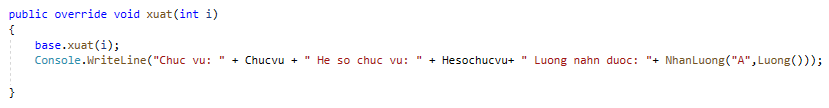 public override void xuat(int i)
{
base.xuat(i);
Console.WriteLine("Chuc vu: " + Chucvu + " He so chuc vu: " + Hesochucvu+ " Luong nahn duoc: "+ NhanLuong("A",Luong()));
}